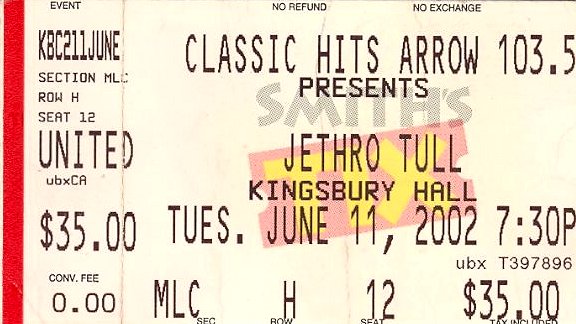 EVENT NO REFUND NO EXCHANGE
KBC211JUNE CLASSIC HITS ARROW 103.5
SECTION MLC PRESENTS
ROW H SMITH'S
SEAT 12
UNITED JETHRO TULL
TIX
ubxCA KINGSBURY HALL
$35.00 TUES. JUNE 11, 2002 7:30P
ubx T397896
CONV. FEE
0.00 MLC H 12 $35.00
SEC ROW SEAT TAX INCLUDED